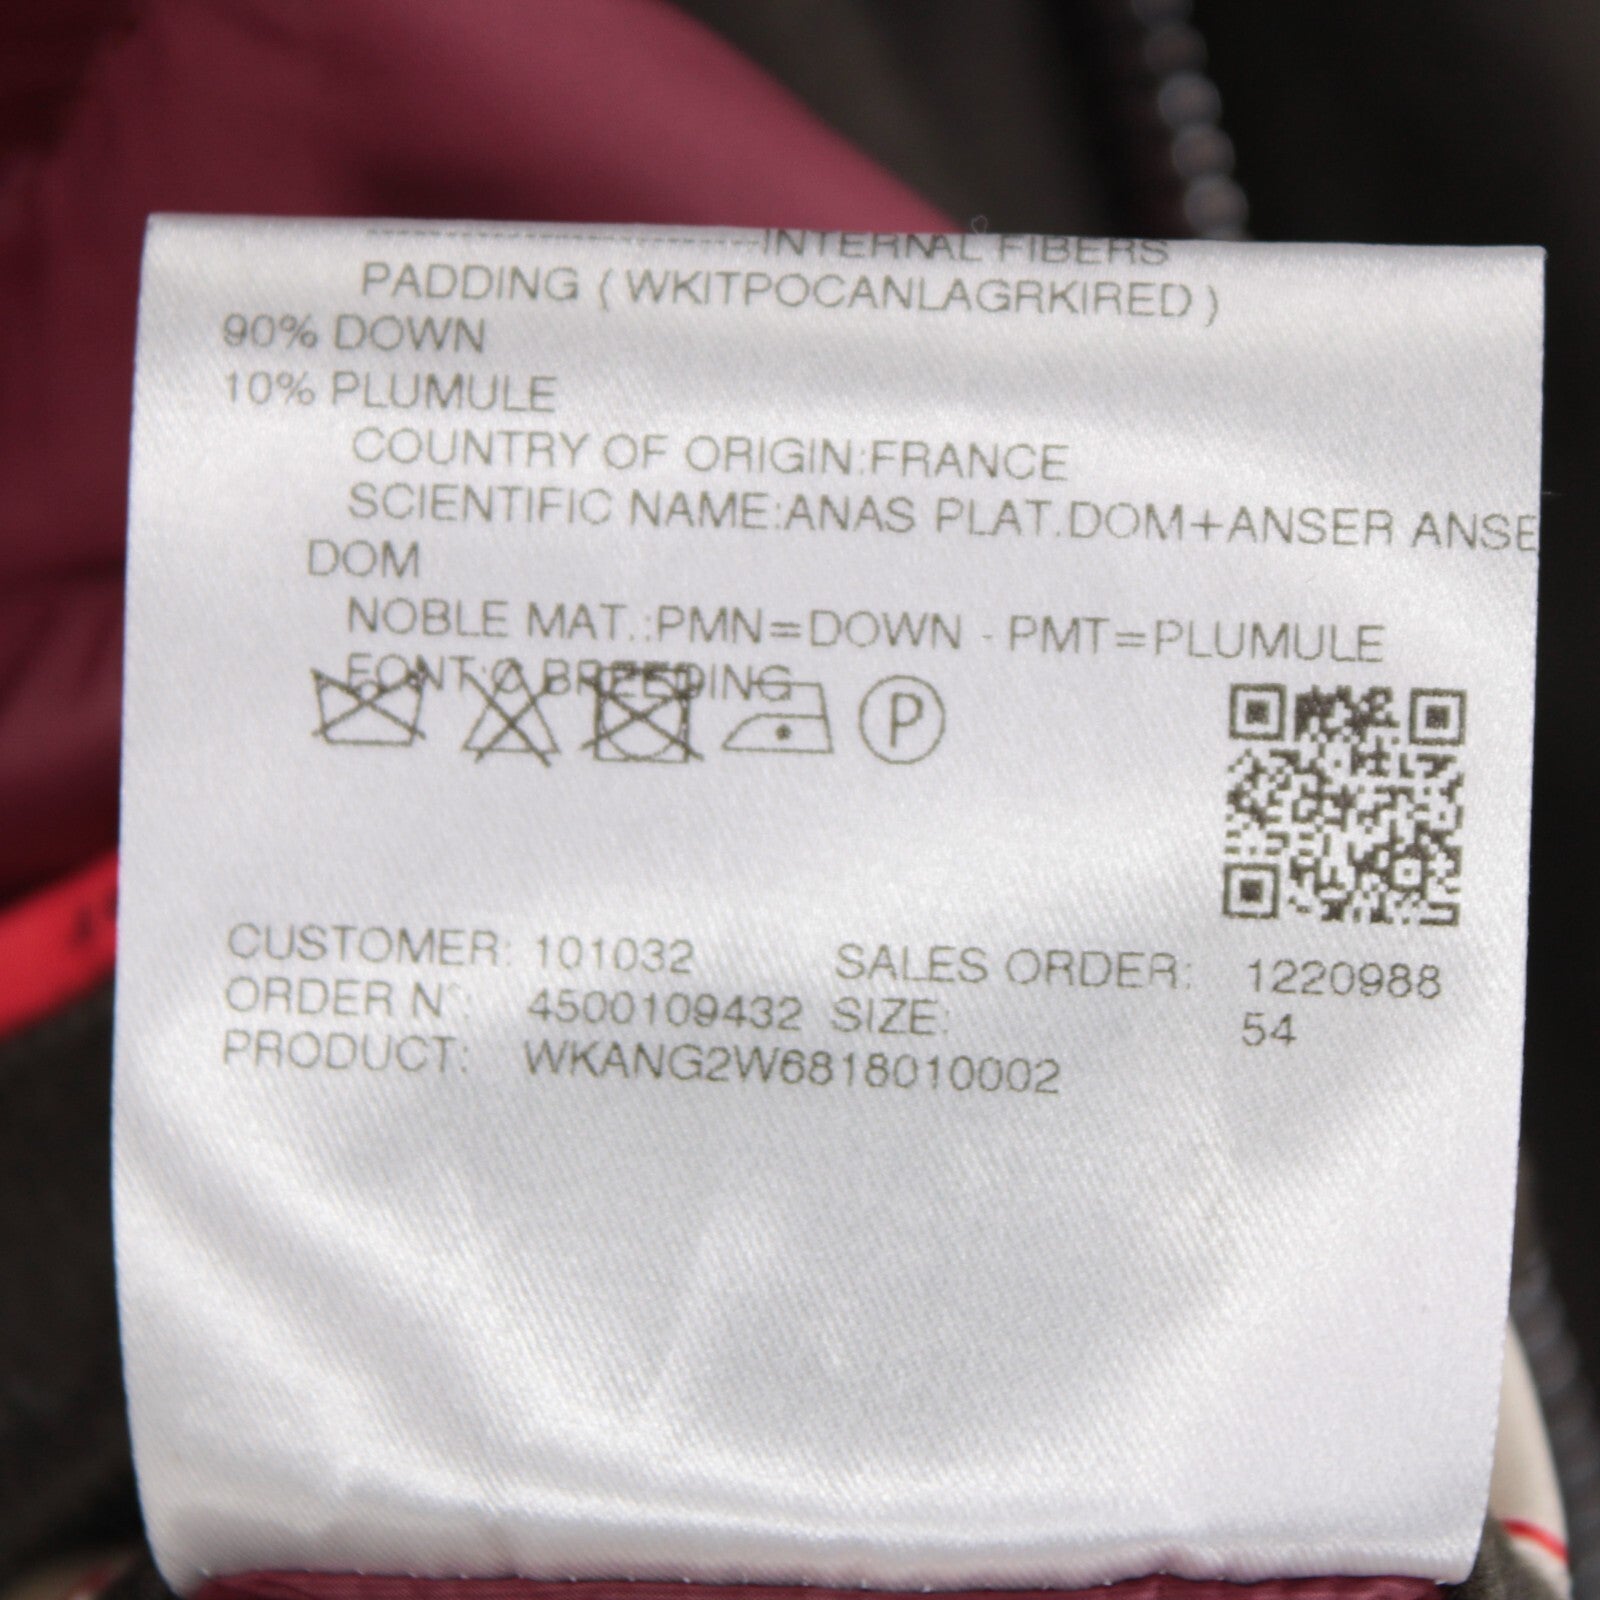 --------------------------INTERNAL FIBERS
PADDING ( WKITPOCANLAGRKIRED )
90% DOWN
10% PLUMULE
COUNTRY OF ORIGIN:FRANCE
SCIENTIFIC NAME:ANAS PLAT.DOM+ANSER ANSE
DOM
NOBLE MAT.:PMN=DOWN - PMT=PLUMULE
FONT:C BREEDING
P
CUSTOMER: 101032 SALES ORDER: 1220988
ORDER N°: 4500109432 SIZE: 54
PRODUCT: WKANG2W6818010002